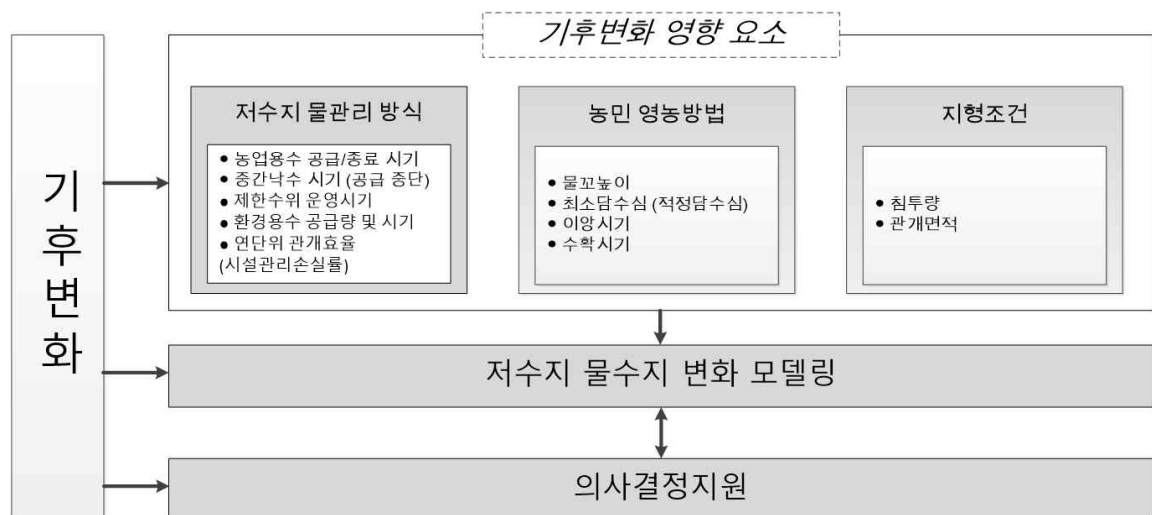 기후변화
기후변화 영향 요소
저수지 물관리 방식
● 농업용수 공급/종료 시기
● 중간낙수 시기 (공급 중단)
● 제한수위 운영시기
● 환경용수 공급량 및 시기
● 연단위 관개효율
(시설관리손실률)
농민 영농방법
● 물꼬높이
● 최소담수심 (적정담수심)
● 이앙시기
● 수확시기
지형조건
● 침투량
● 관개면적
저수지 물수지 변화 모델링
의사결정지원